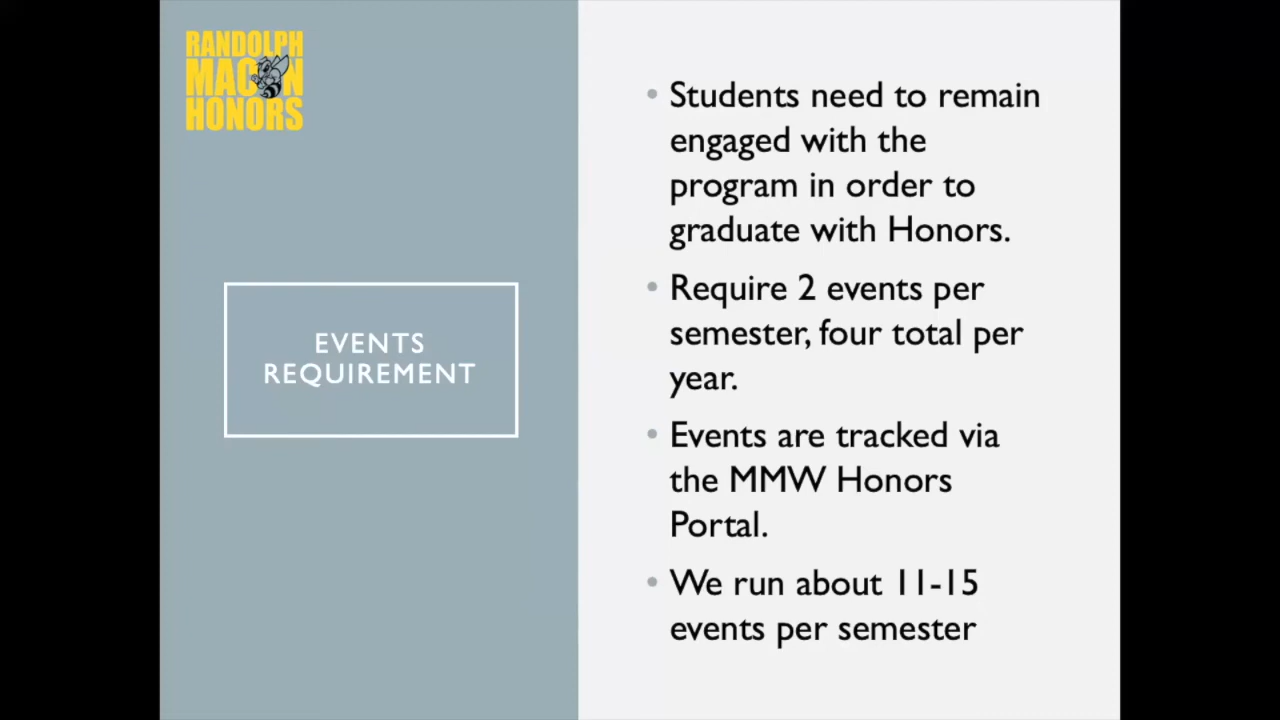 RANDOLPH
MACON
HONORS
EVENTS
REQUIREMENT
• Students need to remain
engaged with the
program in order to
graduate with Honors.
• Require 2 events per
semester, four total per
year.
• Events are tracked via
the MMW Honors
Portal.
• We run about 11-15
events per semester